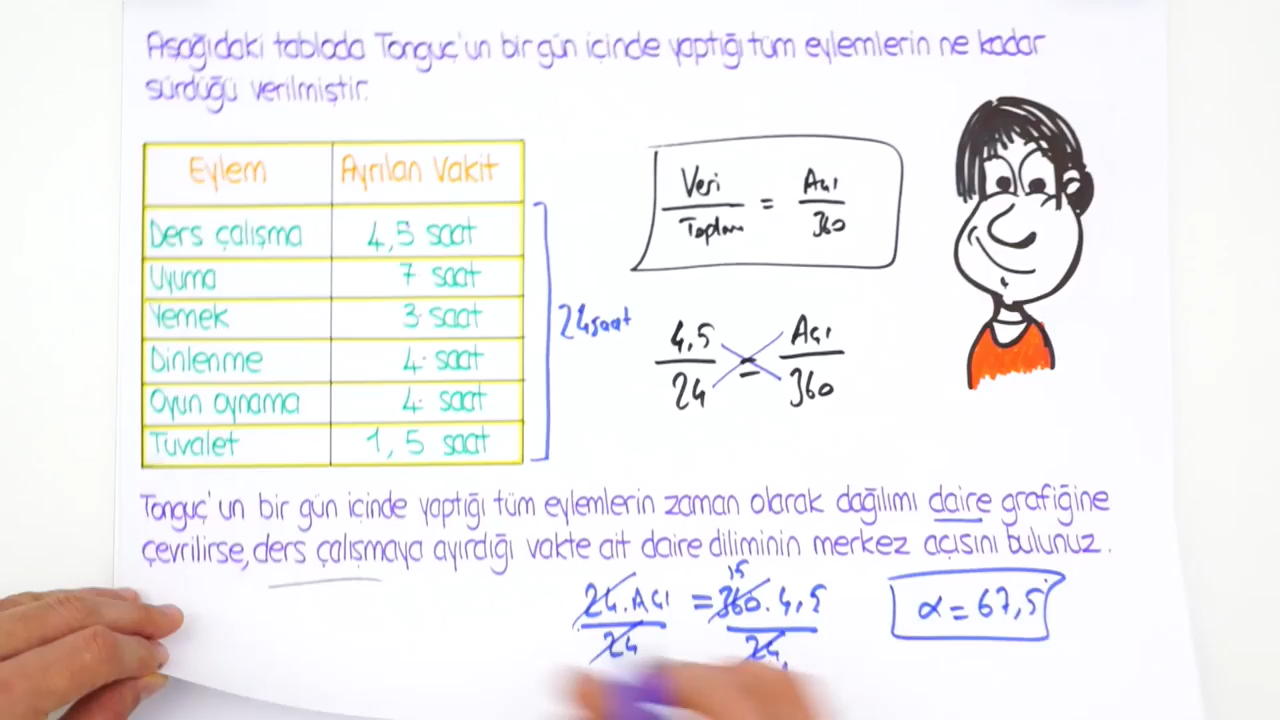 Aşağıdaki tabloda Tonguç'un bir gün içinde yaptığı tüm eylemlerin ne kadar
sürdüğü verilmiştir.
Eylem Ayrılan Vakit
Ders çalışma 4,5 saat
Uyuma 7 saat
Yemek 3 saat
Dinlenme 4 saat
Oyun oynama 4 saat
Tuvalet 1,5 saat
24 saat
Veri / Toplam = Açı / 360
4,5 / 24 = Açı / 360
Tonguç'un bir gün içinde yaptığı tüm eylemlerin zaman olarak dağılımı daire grafiğine
çevrilirse, ders çalışmaya ayırdığı vakte ait daire diliminin merkez açısını bulunuz.
15
24. Açı / 24 = 360. 4,5 / 24
1
α = 67,5